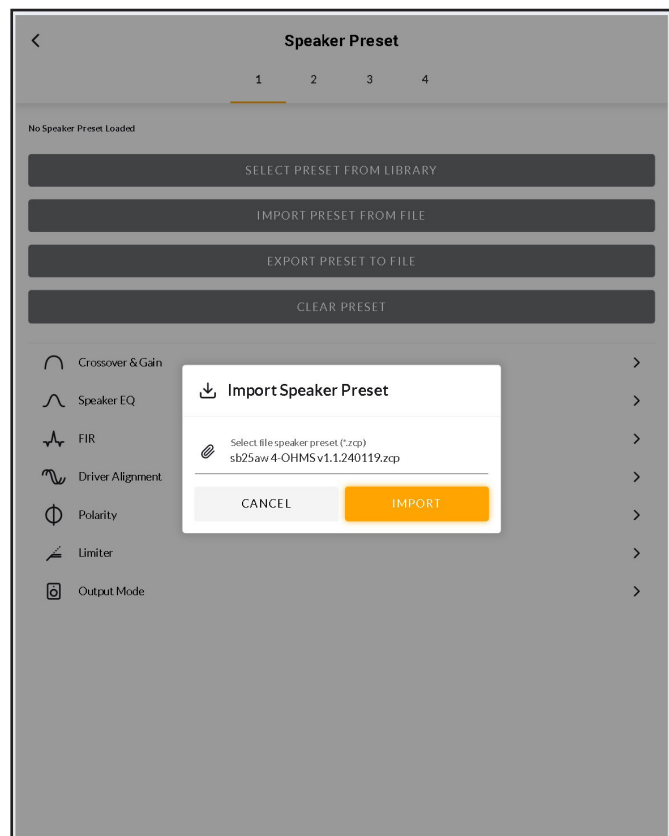 Speaker Preset
1 2 3 4
No Speaker Preset Loaded
SELECT PRESET FROM LIBRARY
IMPORT PRESET FROM FILE
EXPORT PRESET TO FILE
CLEAR PRESET
Crossover & Gain
Import Speaker Preset
Speaker EQ
FIR
Select file speaker preset (*.zcp)
sb25aw 4-OHMS v1.1.240119.zcp
Driver Alignment
CANCEL IMPORT
Polarity
Limiter
Output Mode